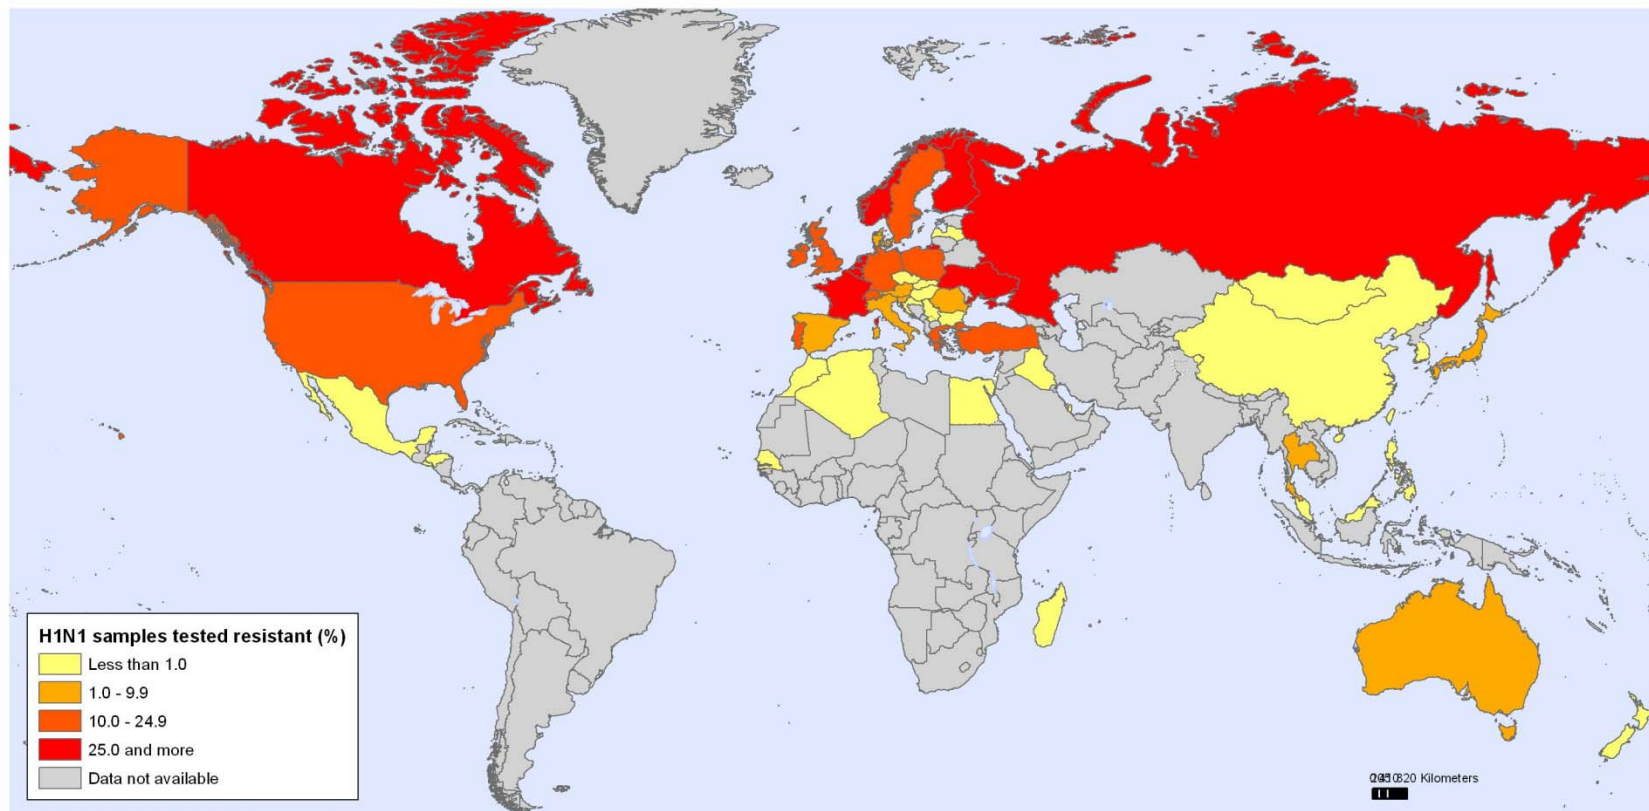 H1N1 samples tested resistant (%)
Less than 1.0
1.0 - 9.9
10.0 - 24.9
25.0 and more
Data not available
820 Kilometers